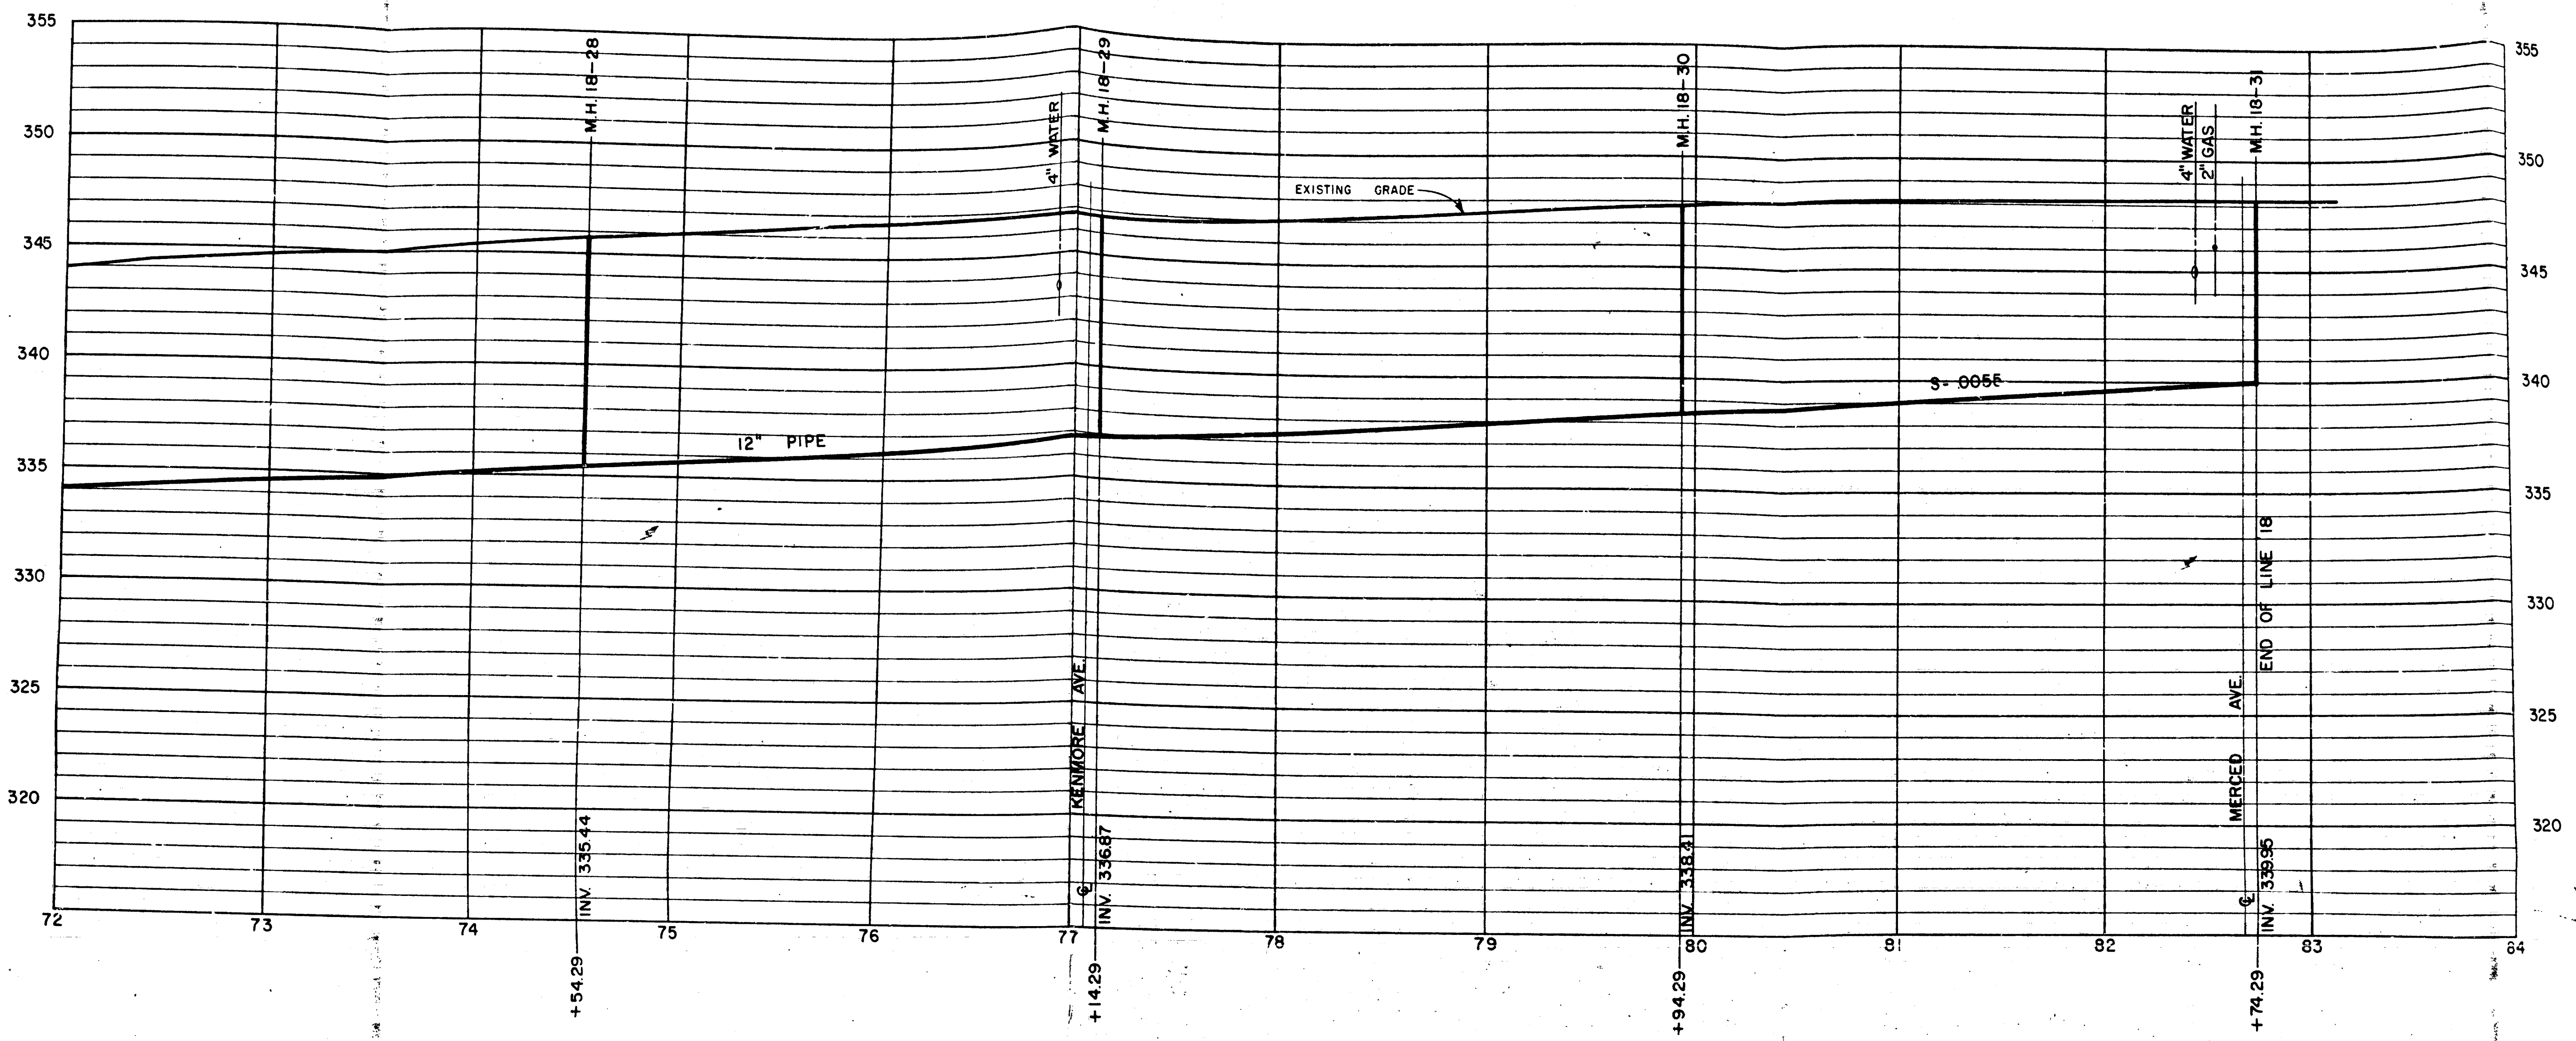 355
350
345
340
335
330
325
320
355
350
345
340
335
330
325
320
M.H. 18-28
4" WATER
M.H. 18-29
EXISTING GRADE
M.H. 18-30
4" WATER
2" GAS
M.H. 18-31
12" PIPE
S=.0055
KENMORE AVE.
MERCED AVE.
END OF LINE 18
INV. 335.44
℄
INV. 336.87
INV. 338.41
℄
INV. 339.95
72 73 74 75 76 77 78 79 80 81 82 83 84
+54.29
+14.29
+94.29
+74.29